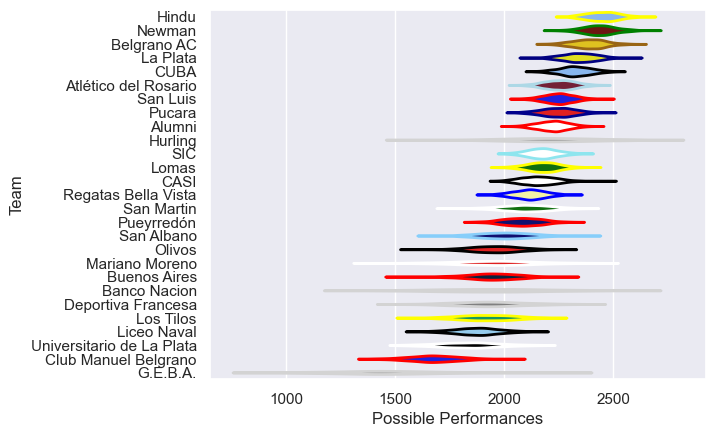 Hindu
Newman
Belgrano AC
La Plata
CUBA
Atlético del Rosario
San Luis
Pucara
Alumni
Hurling
SIC
Lomas
CASI
Regatas Bella Vista
San Martin
Pueyrredón
San Albano
Olivos
Mariano Moreno
Buenos Aires
Banco Nacion
Deportiva Francesa
Los Tilos
Liceo Naval
Universitario de La Plata
Club Manuel Belgrano
G.E.B.A.
Team
1000 1500 2000 2500
Possible Performances